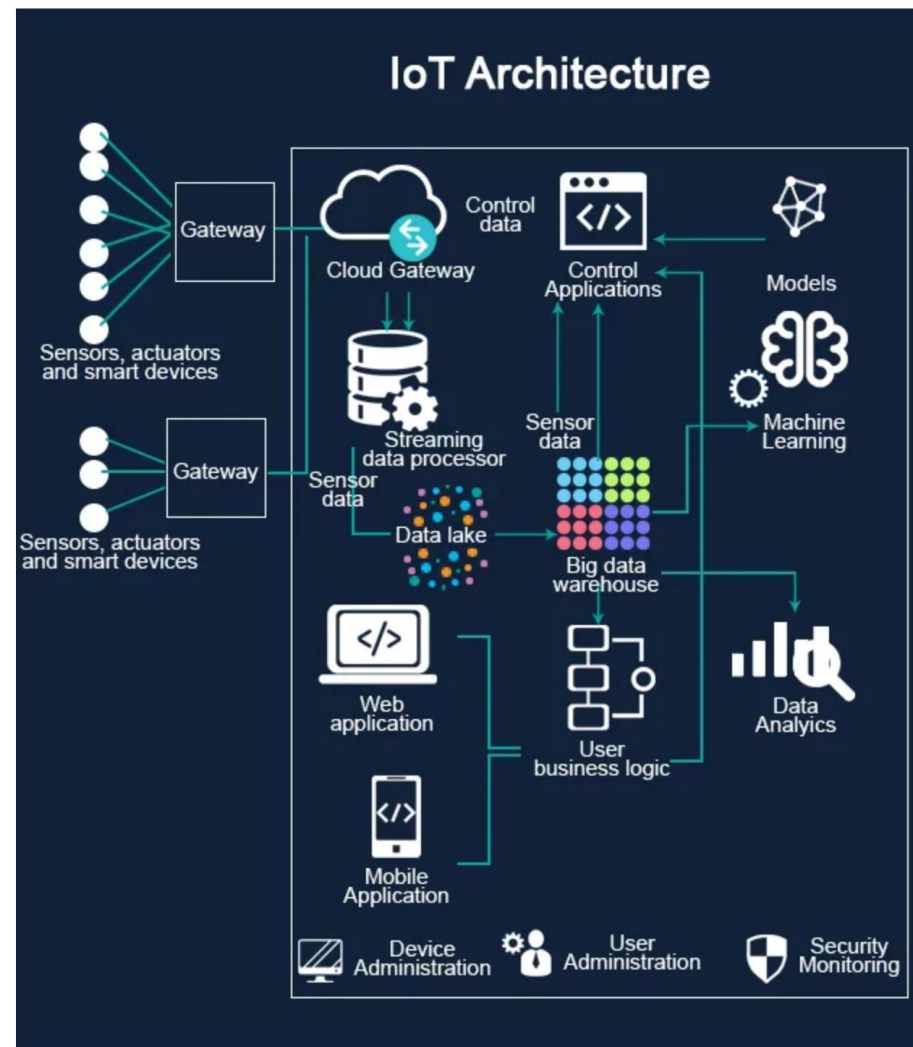 IoT Architecture
Gateway
Sensors, actuators
and smart devices
Gateway
Sensors, actuators
and smart devices
Cloud Gateway
Control
data
</>
Control
Applications
Models
Streaming
data processor
Sensor
data
Machine
Learning
Sensor
data
Data lake
Big data
warehouse
</>
Web
application
User
business logic
Data
Analyics
</>
Mobile
Application
Device
Administration
User
Administration
Security
Monitoring